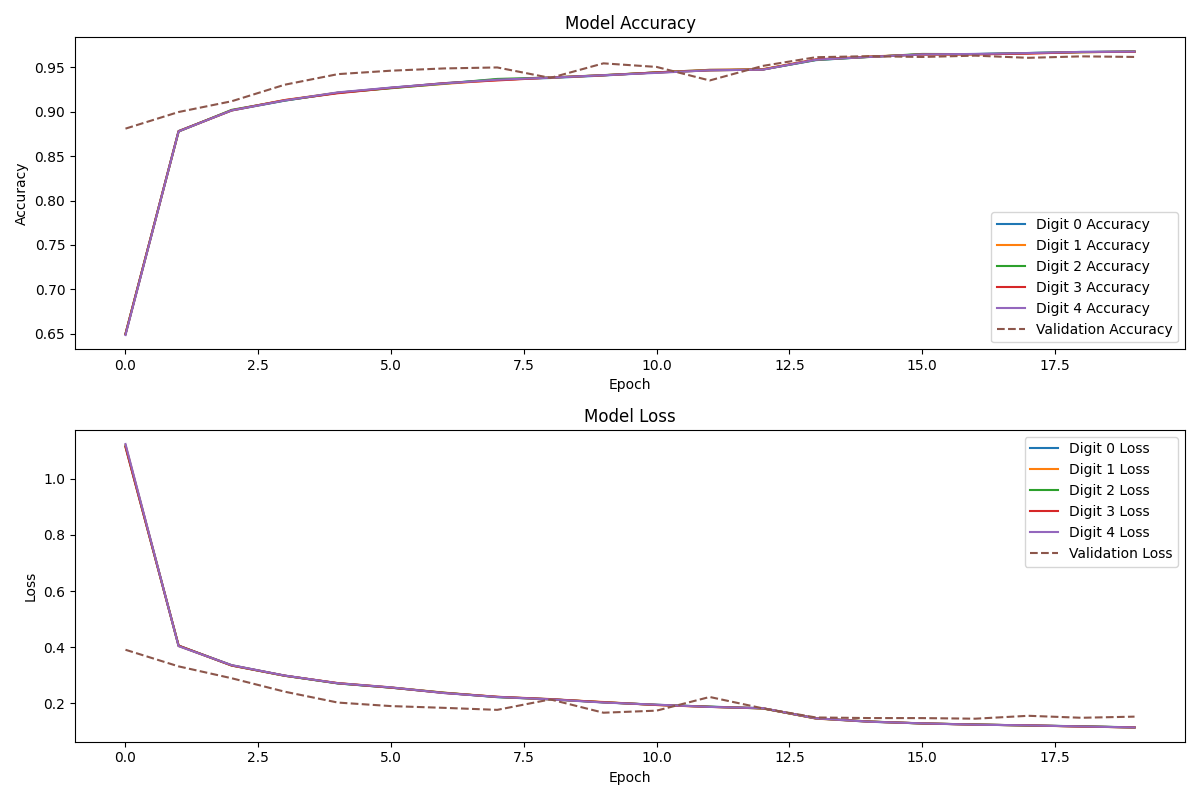 Model Accuracy
Accuracy
0.95
0.90
0.85
0.80
0.75
0.70
0.65
Digit 0 Accuracy
Digit 1 Accuracy
Digit 2 Accuracy
Digit 3 Accuracy
Digit 4 Accuracy
Validation Accuracy
0.0 2.5 5.0 7.5 10.0 12.5 15.0 17.5
Epoch
Model Loss
Loss
1.0
0.8
0.6
0.4
0.2
Digit 0 Loss
Digit 1 Loss
Digit 2 Loss
Digit 3 Loss
Digit 4 Loss
Validation Loss
0.0 2.5 5.0 7.5 10.0 12.5 15.0 17.5
Epoch